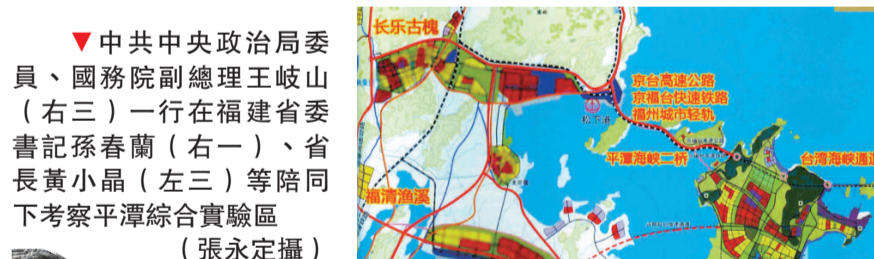 ▼中共中央政治局委
員、國務院副總理王岐山
（右三）一行在福建省委
書記孫春蘭（右一）、省
長黃小晶（左三）等陪同
下考察平潭綜合實驗區
（張永定攝）
长乐古槐
京台高速公路
京福台快速铁路
福州城市轻轨
松下港
平潭海峡二桥
台湾海峡通道
福清渔溪